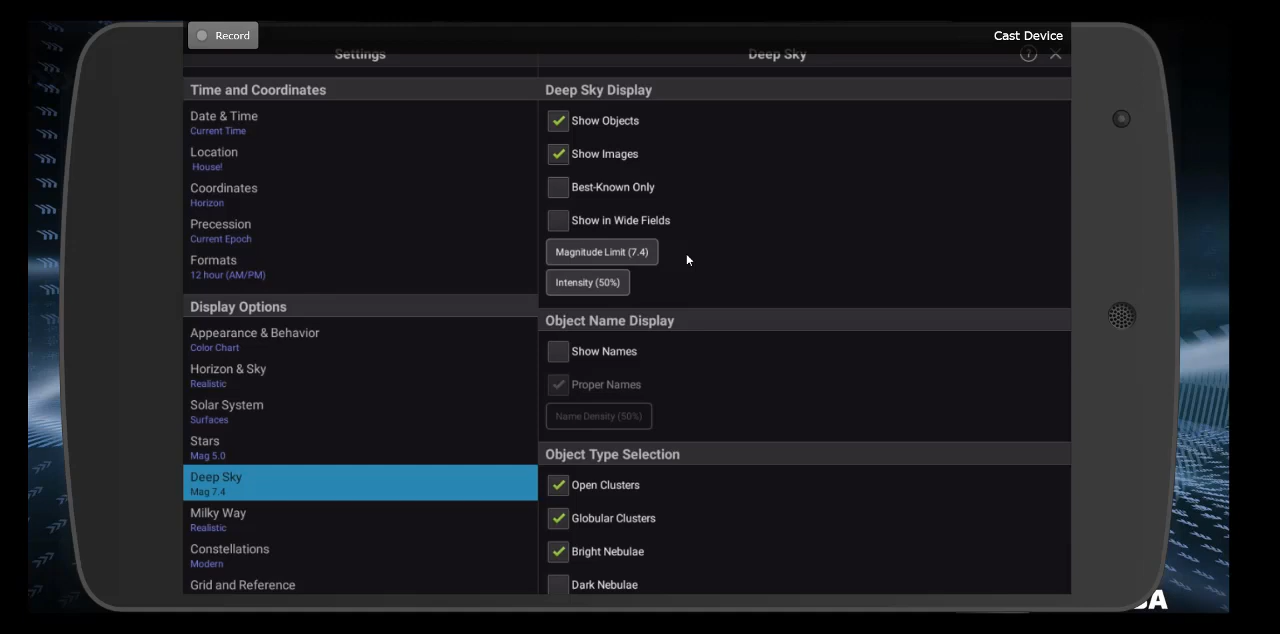 Record
Cast Device
Settings
Deep Sky
?
Time and Coordinates
Date & Time
Current Time
Location
House!
Coordinates
Horizon
Precession
Current Epoch
Formats
12 hour (AM/PM)
Display Options
Appearance & Behavior
Color Chart
Horizon & Sky
Realistic
Solar System
Surfaces
Stars
Mag 5.0
Deep Sky
Mag 7.4
Milky Way
Realistic
Constellations
Modern
Grid and Reference
Deep Sky Display
Show Objects
Show Images
Best-Known Only
Show in Wide Fields
Magnitude Limit (7.4)
Intensity (50%)
Object Name Display
Show Names
Proper Names
Name Density (50%)
Object Type Selection
Open Clusters
Globular Clusters
Bright Nebulae
Dark Nebulae